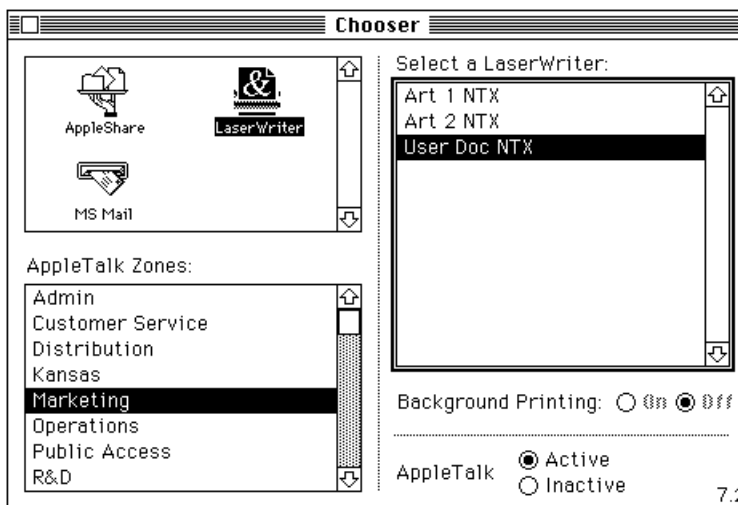 Chooser
AppleShare
LaserWriter
MS Mail
AppleTalk Zones:
Admin
Customer Service
Distribution
Kansas
Marketing
Operations
Public Access
R&D
Select a LaserWriter:
Art 1 NTX
Art 2 NTX
User Doc NTX
Background Printing: On Off
AppleTalk
Active
Inactive